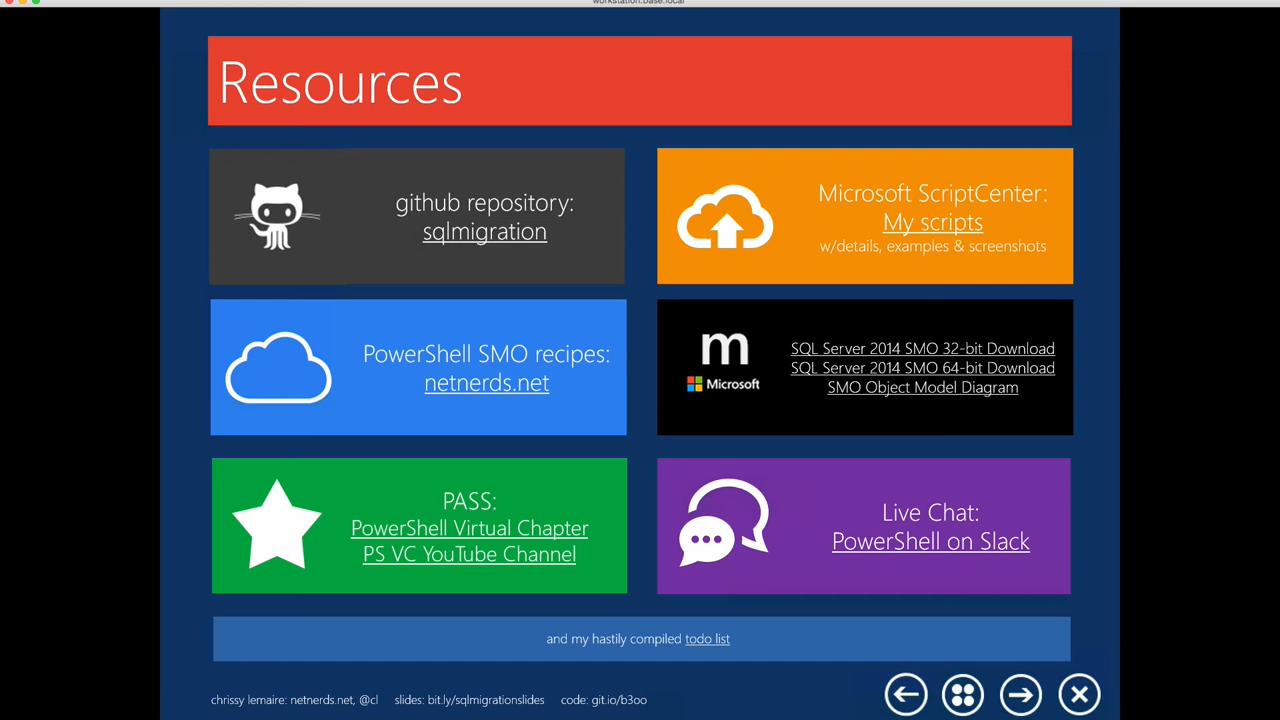 workstation.base.local
Resources
github repository:
sqlmigration
Microsoft ScriptCenter:
My scripts
w/details, examples & screenshots
PowerShell SMO recipes:
netnerds.net
m
Microsoft
SQL Server 2014 SMO 32-bit Download
SQL Server 2014 SMO 64-bit Download
SMO Object Model Diagram
PASS:
PowerShell Virtual Chapter
PS VC YouTube Channel
Live Chat:
PowerShell on Slack
and my hastily compiled todo list
chrissy lemaire: netnerds.net, @cl slides: bit.ly/sqlmigrationslides code: git.io/b3oo